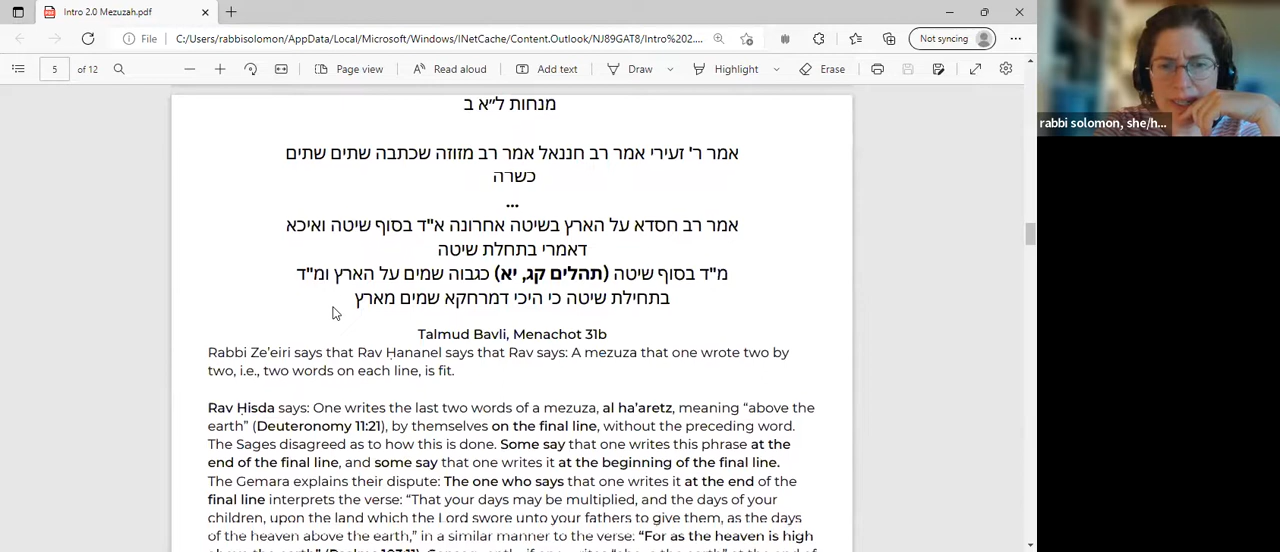 Intro 2.0 Mezuzah.pdf
File
C:/Users/rabbisolomon/AppData/Local/Microsoft/Windows/INetCache/Content.Outlook/NJ89GAT8/Intro%202....
Not syncing
5 of 12
Page view
Read aloud
Add text
Draw
Highlight
Erase
rabbi solomon, she/h...
מנחות ל״א ב
אמר ר' זעירי אמר רב חננאל אמר רב מזוזה שכתבה שתים שתים
כשרה
...
אמר רב חסדא על הארץ בשיטה אחרונה א"ד בסוף שיטה ואיכא
דאמרי בתחלת שיטה
מ"ד בסוף שיטה (תהלים קג, יא) כגבוה שמים על הארץ ומ"ד
בתחילת שיטה כי היכי דמרחקא שמים מארץ
Talmud Bavli, Menachot 31b
Rabbi Ze'eiri says that Rav Hananel says that Rav says: A mezuza that one wrote two by
two, i.e., two words on each line, is fit.
Rav Ḥisda says: One writes the last two words of a mezuza, al ha'aretz, meaning “above the
earth” (Deuteronomy 11:21), by themselves on the final line, without the preceding word.
The Sages disagreed as to how this is done. Some say that one writes this phrase at the
end of the final line, and some say that one writes it at the beginning of the final line.
The Gemara explains their dispute: The one who says that one writes it at the end of the
final line interprets the verse: “That your days may be multiplied, and the days of your
children, upon the land which the Lord swore unto your fathers to give them, as the days
of the heaven above the earth,” in a similar manner to the verse: “For as the heaven is high